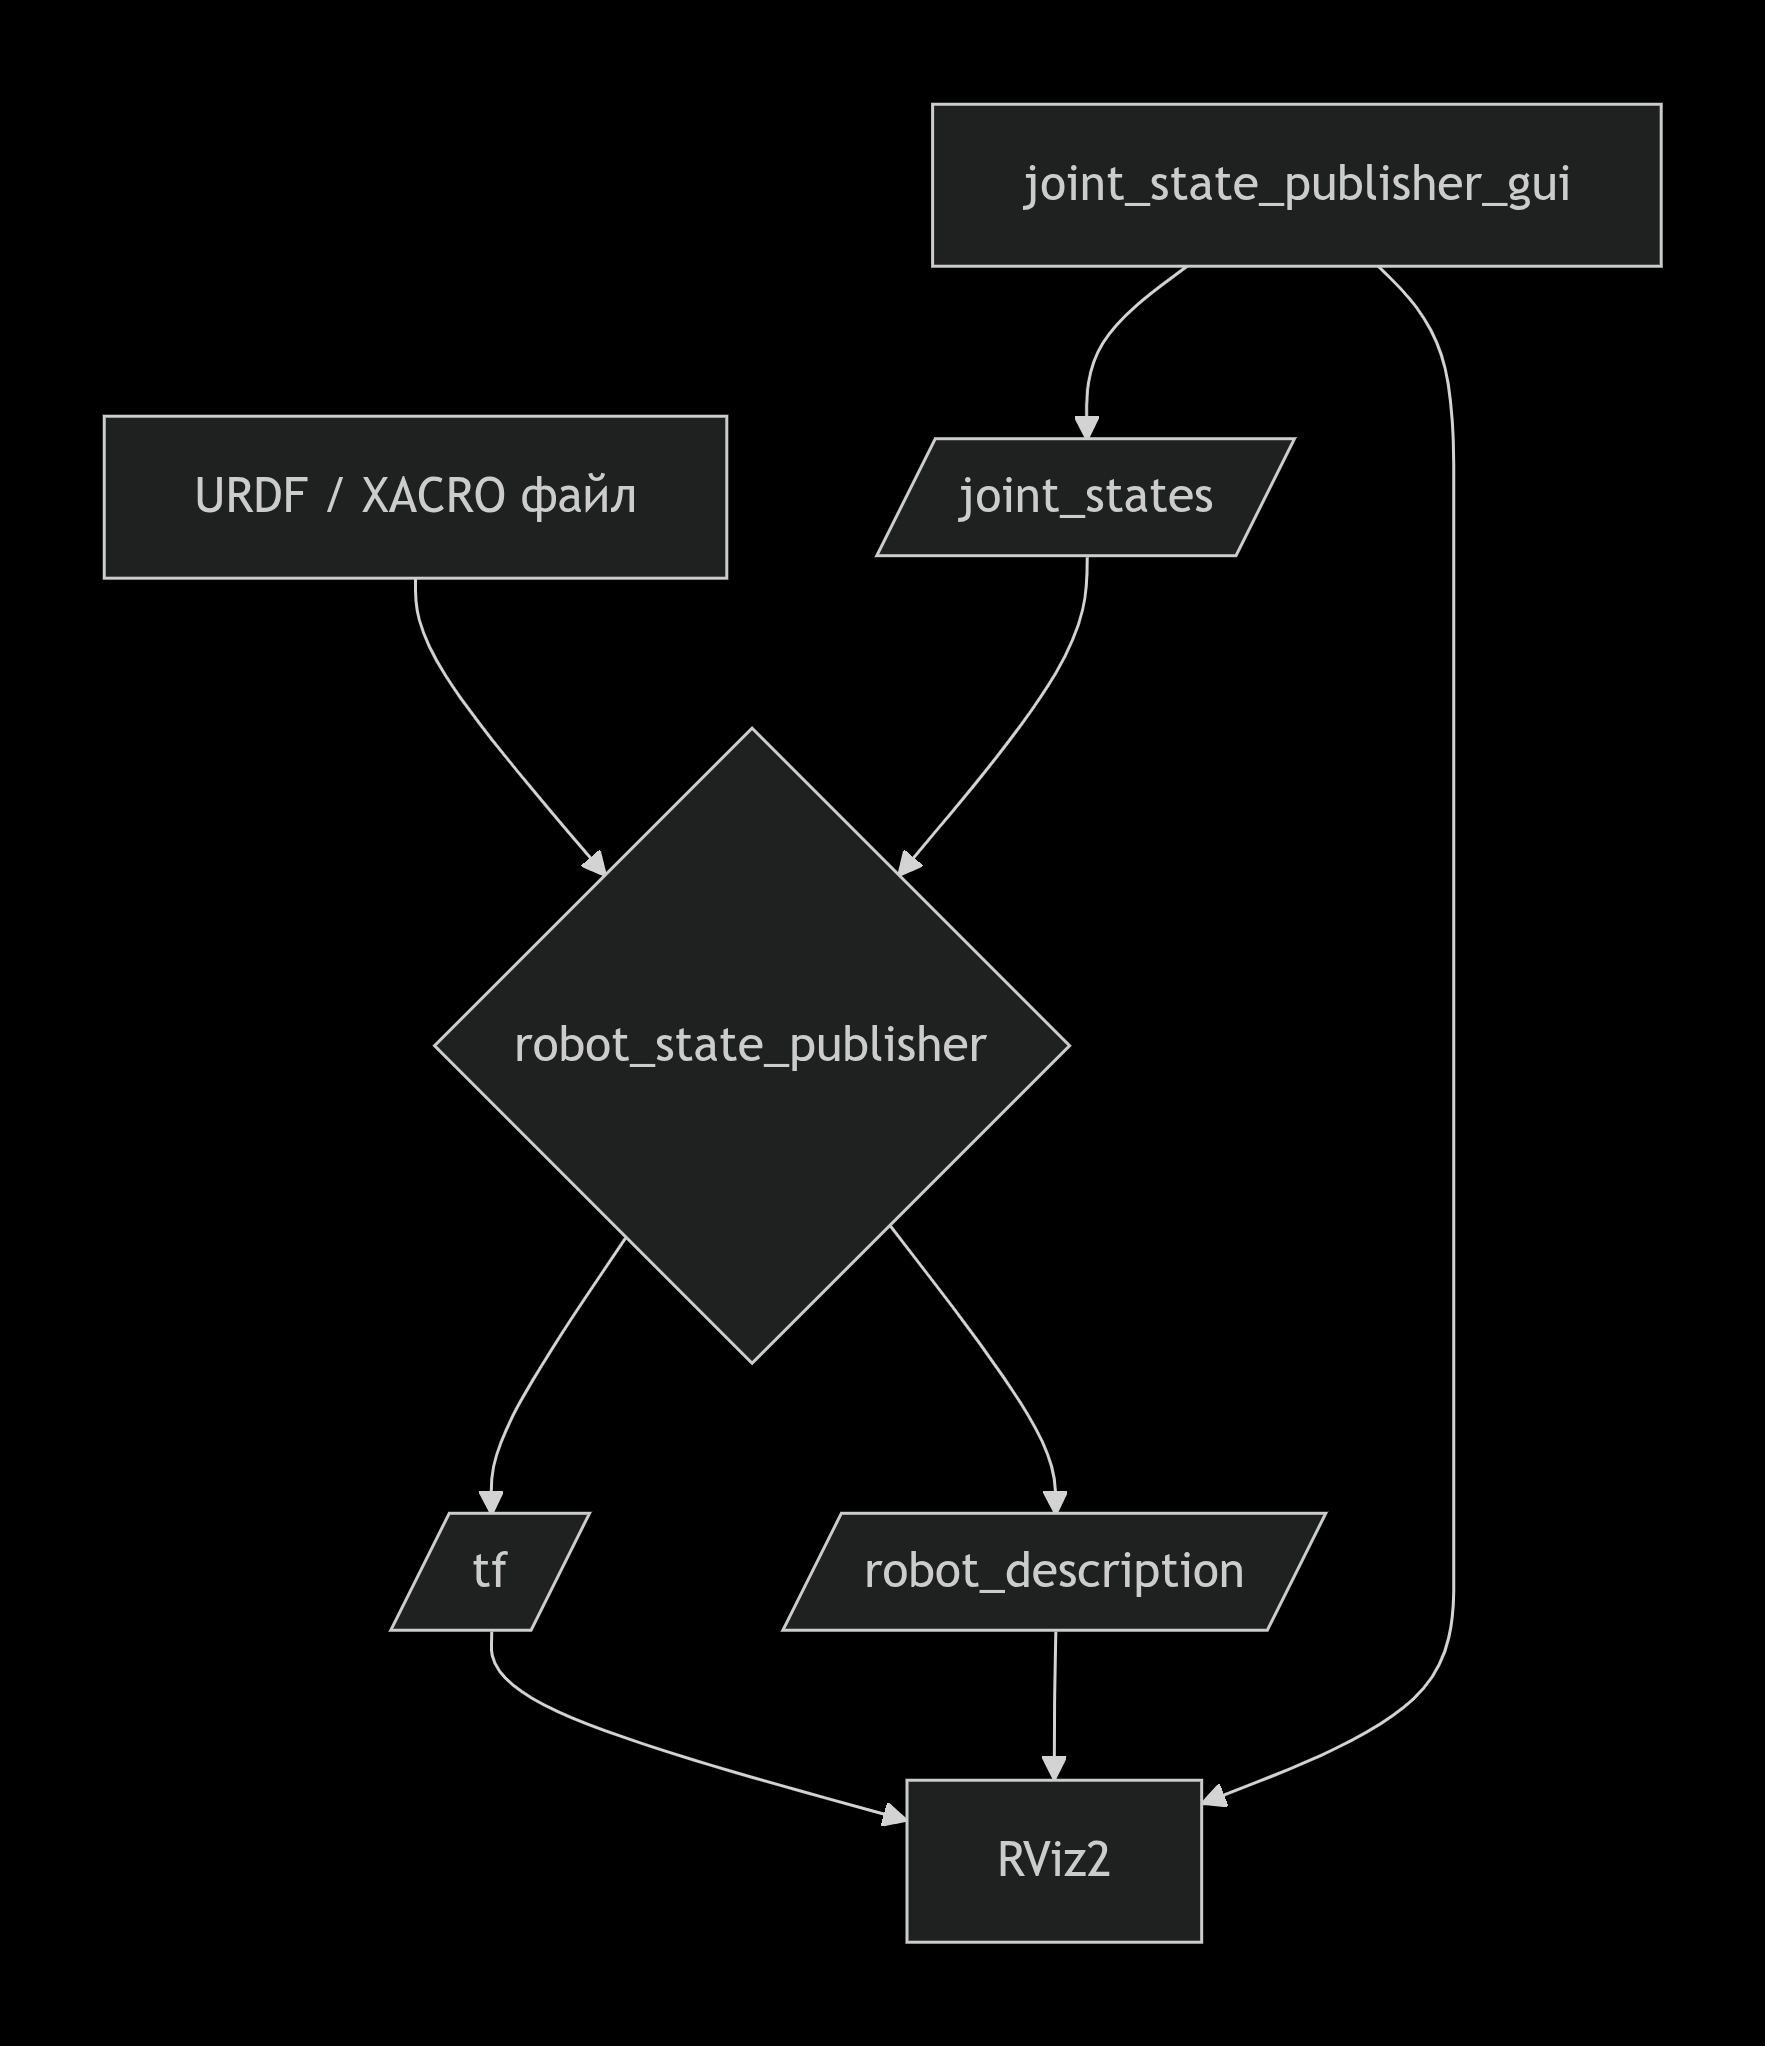 joint_state_publisher_gui
URDF / XACRO файл
joint_states
robot_state_publisher
tf
robot_description
RViz2